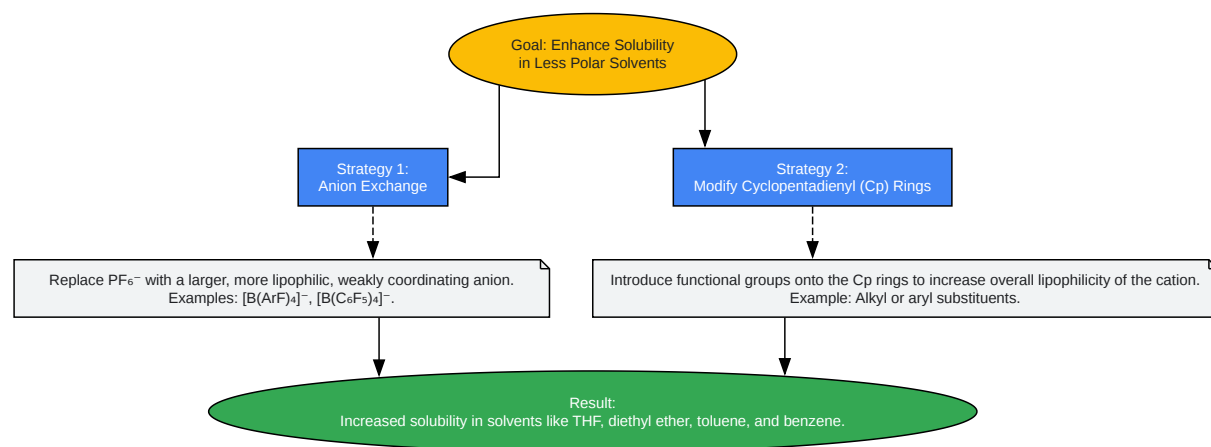 Goal: Enhance Solubility
in Less Polar Solvents
Strategy 1:
Anion Exchange
Strategy 2:
Modify Cyclopentadienyl (Cp) Rings
Replace PF₆⁻ with a larger, more lipophilic, weakly coordinating anion.
Examples: [B(ArF)₄]⁻, [B(C₆F₅)₄]⁻.
Introduce functional groups onto the Cp rings to increase overall lipophilicity of the cation.
Example: Alkyl or aryl substituents.
Result:
Increased solubility in solvents like THF, diethyl ether, toluene, and benzene.